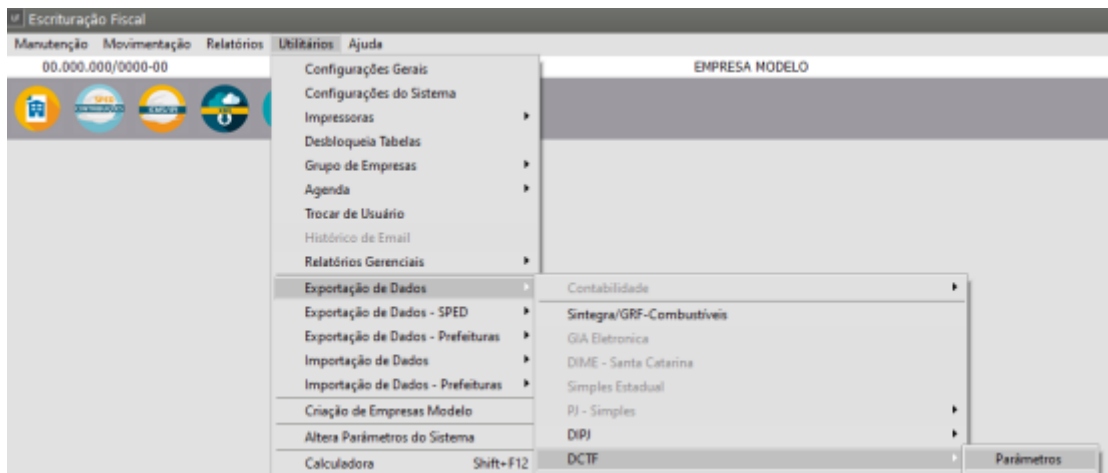 Escrituração Fiscal
Manutenção Movimentação Relatórios Utilitários Ajuda
00.000.000/0000-00 EMPRESA MODELO
Configurações Gerais
Configurações do Sistema
Impressoras
Desbloqueia Tabelas
Grupo de Empresas
Agenda
Trocar de Usuário
Histórico de Email
Relatórios Gerenciais
Exportação de Dados
Exportação de Dados - SPED
Exportação de Dados - Prefeituras
Importação de Dados
Importação de Dados - Prefeituras
Criação de Empresas Modelo
Altera Parâmetros do Sistema
Calculadora Shift+F12
Contabilidade
Sintegra/GRF-Combustíveis
GIA Eletronica
DIME - Santa Catarina
Simples Estadual
PJ - Simples
DIPJ
DCTF
Parâmetros